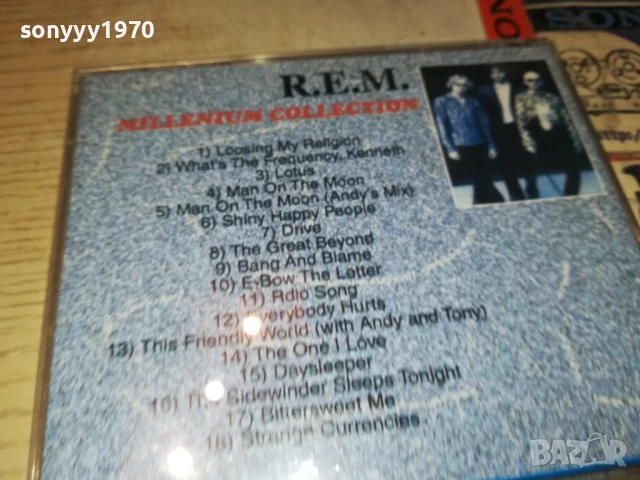 sonyyy1970
SON
R.E.M.
MILLENIUM COLLECTION
1) Loosing My Religion
2) What's The Frequency, Kenneth
3) Lotus
4) Man On The Moon
5) Man On The Moon (Andy's Mix)
6) Shiny Happy People
7) Drive
8) The Great Beyond
9) Bang And Blame
10) E-Bow The Letter
11) Rdio Song
12) Everybody Hurts
13) This Friendly World (with Andy and Tony)
14) The One I Love
15) Daysleeper
16) The Sidewinder Sleeps Tonight
17) Bittersweet Me
18) Strange Currencies
BAZAR